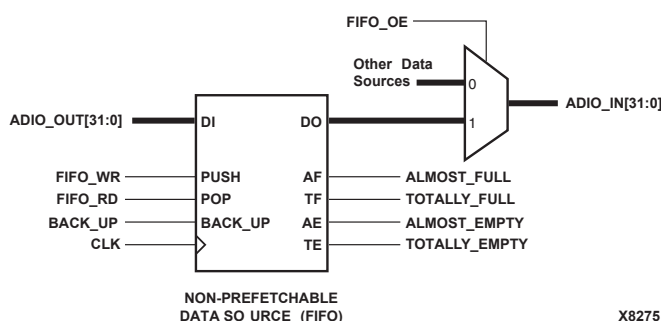 FIFO_OE
Other Data
Sources
0
ADIO_IN[31:0]
ADIO_OUT[31:0]
DI
DO
1
FIFO_WR
PUSH
AF
ALMOST_FULL
FIFO_RD
POP
TF
TOTALLY_FULL
BACK_UP
BACK_UP
AE
ALMOST_EMPTY
CLK
TE
TOTALLY_EMPTY
NON-PREFETCHABLE
DATA SO URCE (FIFO)
X8275